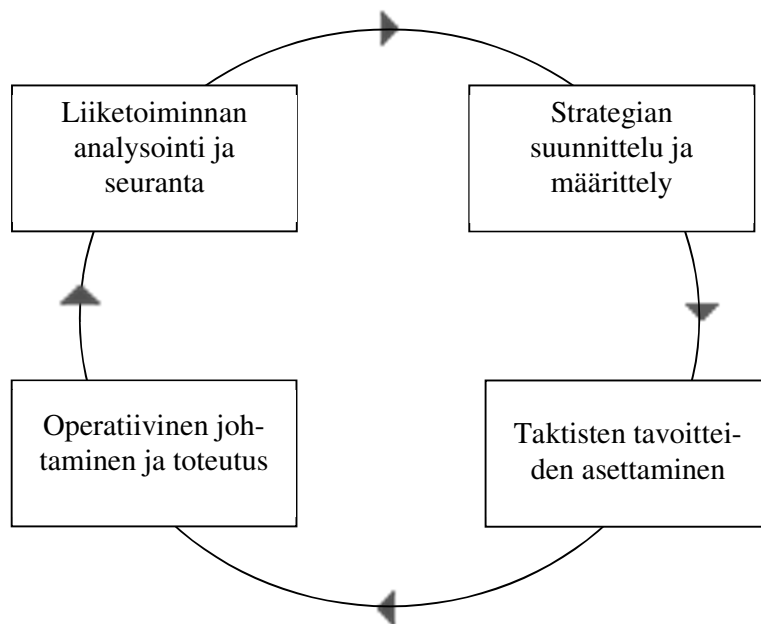 Liiketoiminnan
analysointi ja
seuranta
Strategian
suunnittelu ja
määrittely
Operatiivinen joh-
taminen ja toteutus
Taktisten tavoittei-
den asettaminen